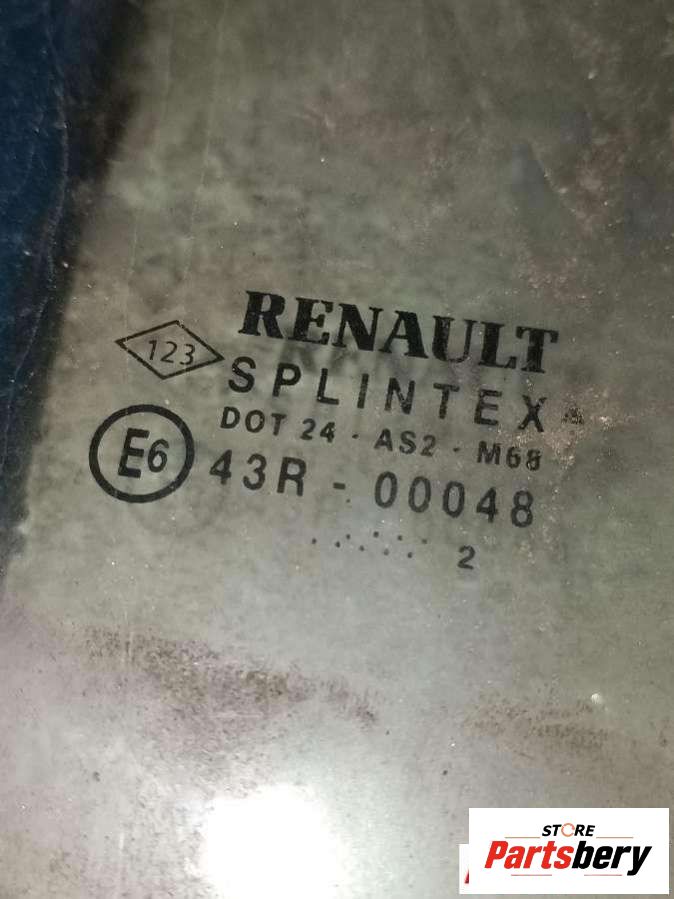 RENAULT
123
SPLINTEX
DOT 24 - AS2 - M68
E6
43R - 00048
2
STORE
Partsbery